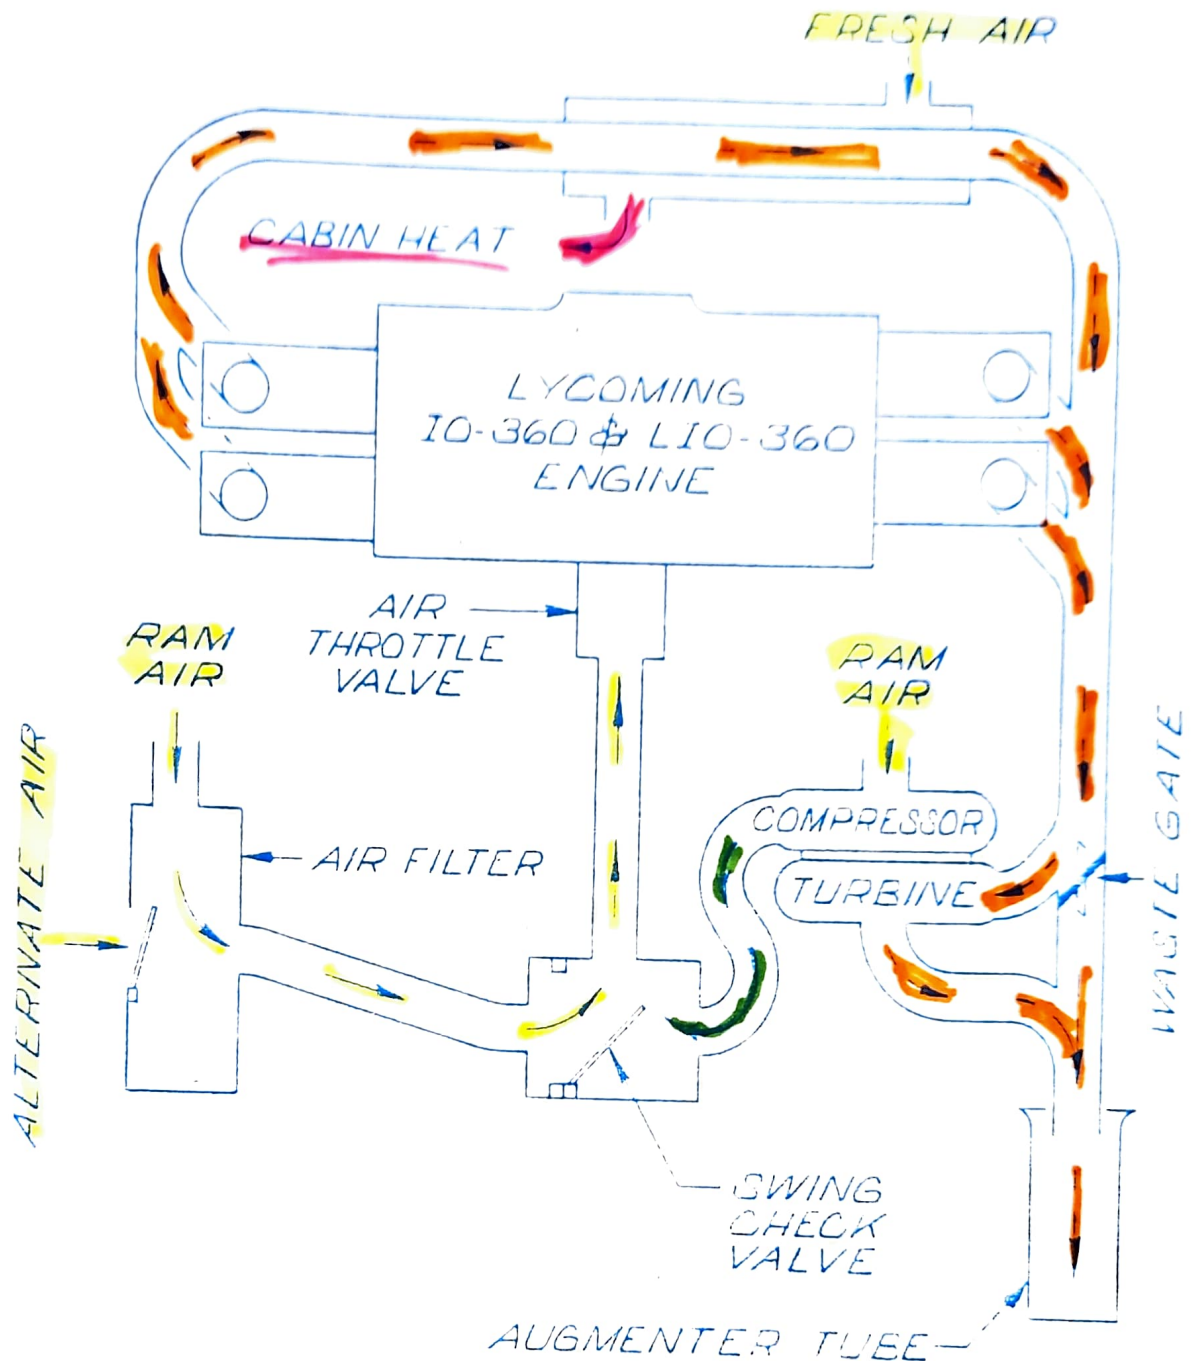 FRESH AIR
CABIN HEAT
LYCOMING
IO-360 & LIO-360
ENGINE
AIR
THROTTLE
VALVE
RAM
AIR
RAM
AIR
ALTERNATE AIR
AIR FILTER
COMPRESSOR
TURBINE
WASTE GATE
SWING
CHECK
VALVE
AUGMENTER TUBE